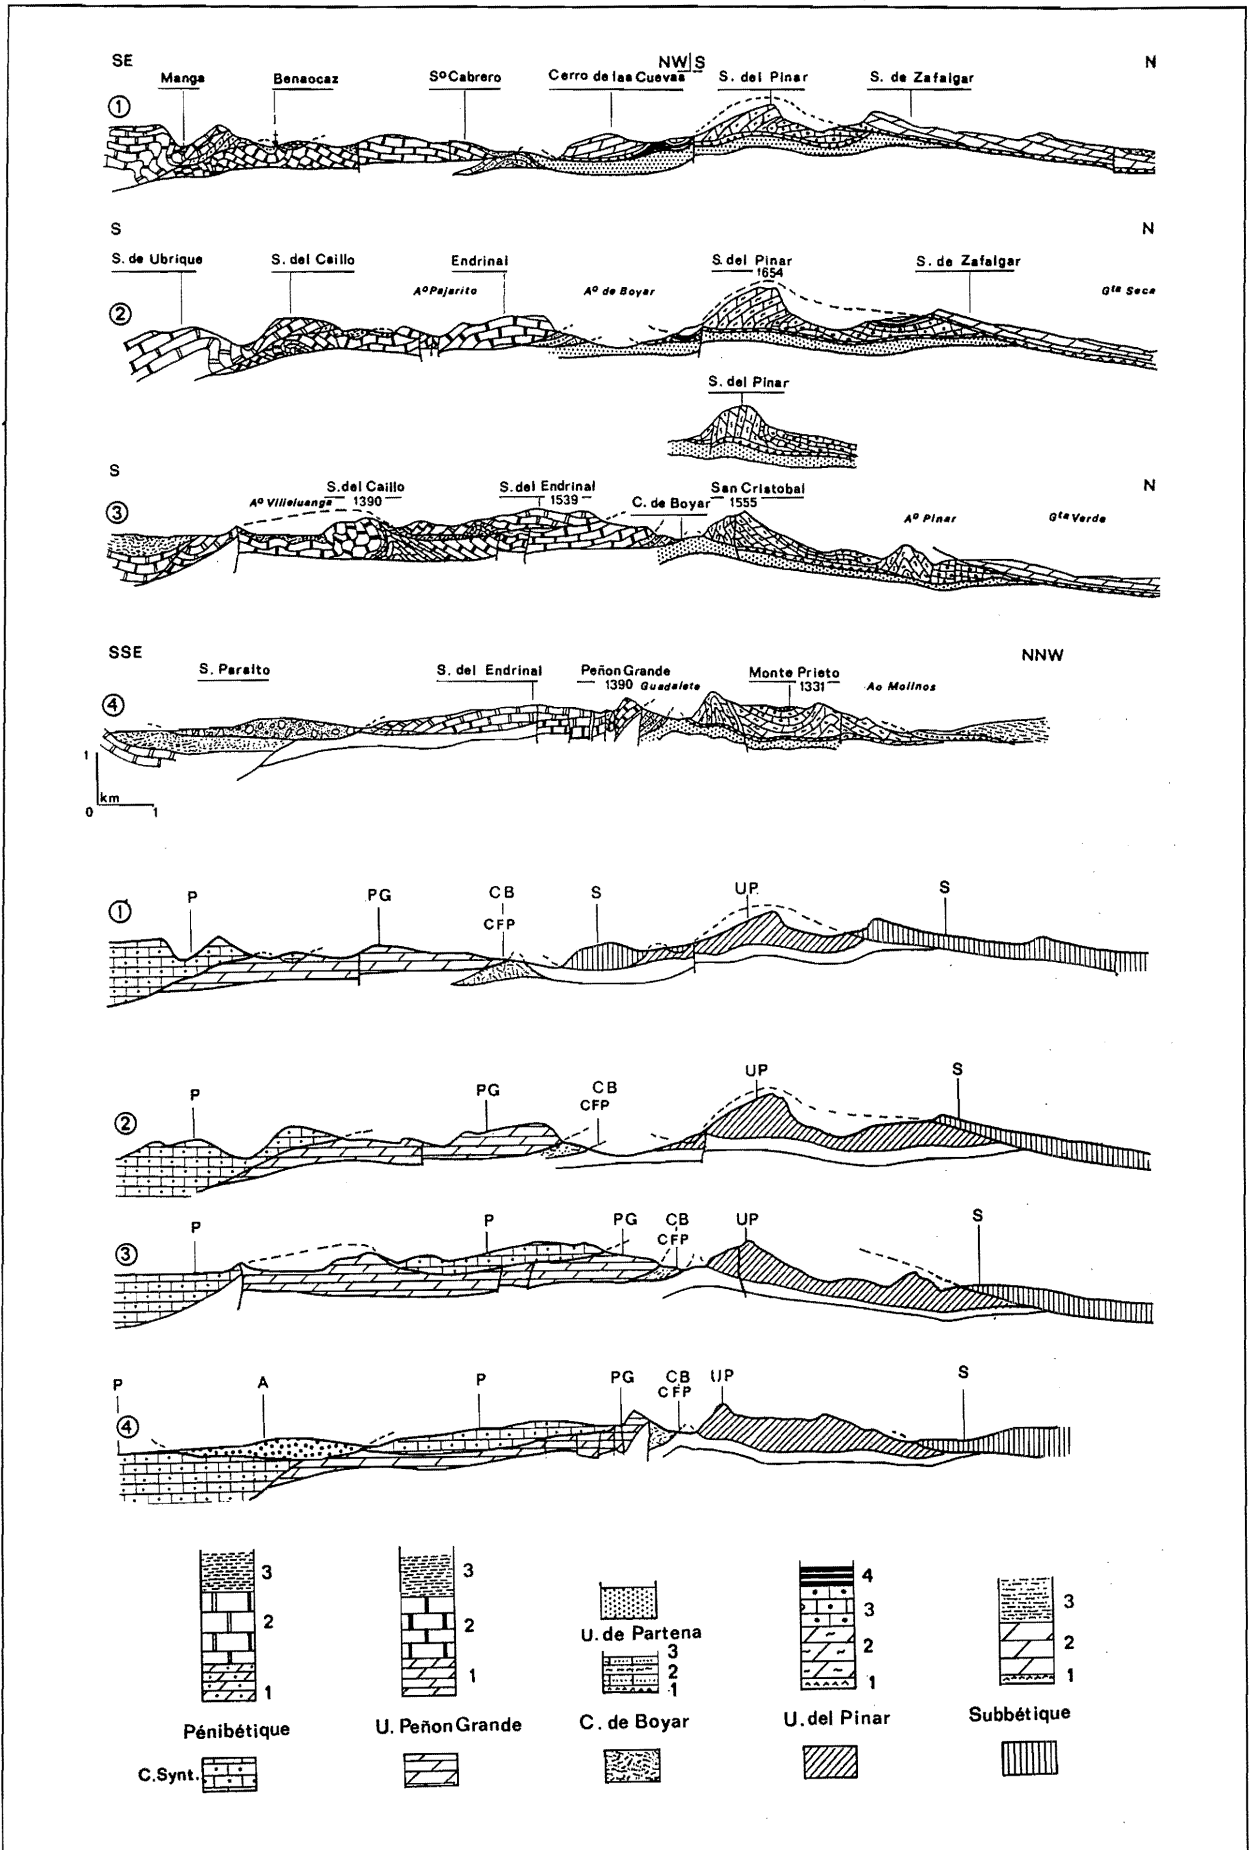 SE NW S N
Manga Benaocaz So Cabrero Cerro de laa Cuevaa S. del Pinar S. de Zafalgar
1
S N
S. de Ubrique S. del Caillo Endrinal S. del Pinar S. de Zafalgar
1654
Ao Pajarito Ao de Boyar Gta Seca
2
S. del Pinar
S N
Ao Villaluenga S. del Caillo S. del Endrinal C. de Boyar San Cristobal Ao Pinar Gta Verde
1390 1539 1555
3
SSE NNW
S. Paralto S. del Endrinal Peñon Grande Monte Prieto
1390 Guadalete 1331 Ao Molinos
4
1
km
0 1
P PG CB S UP S
CFP
1
P PG CB UP S
CFP
2
P P PG CB UP S
CFP
3
P A P PG CB UP S
CFP
4
3 3 4
2 2 3 3
U. de Partena
1 1 3 2 2
2
1 1 1
Pénibétique U. Peñon Grande C. de Boyar U. del Pinar Subbétique
C. Synt.